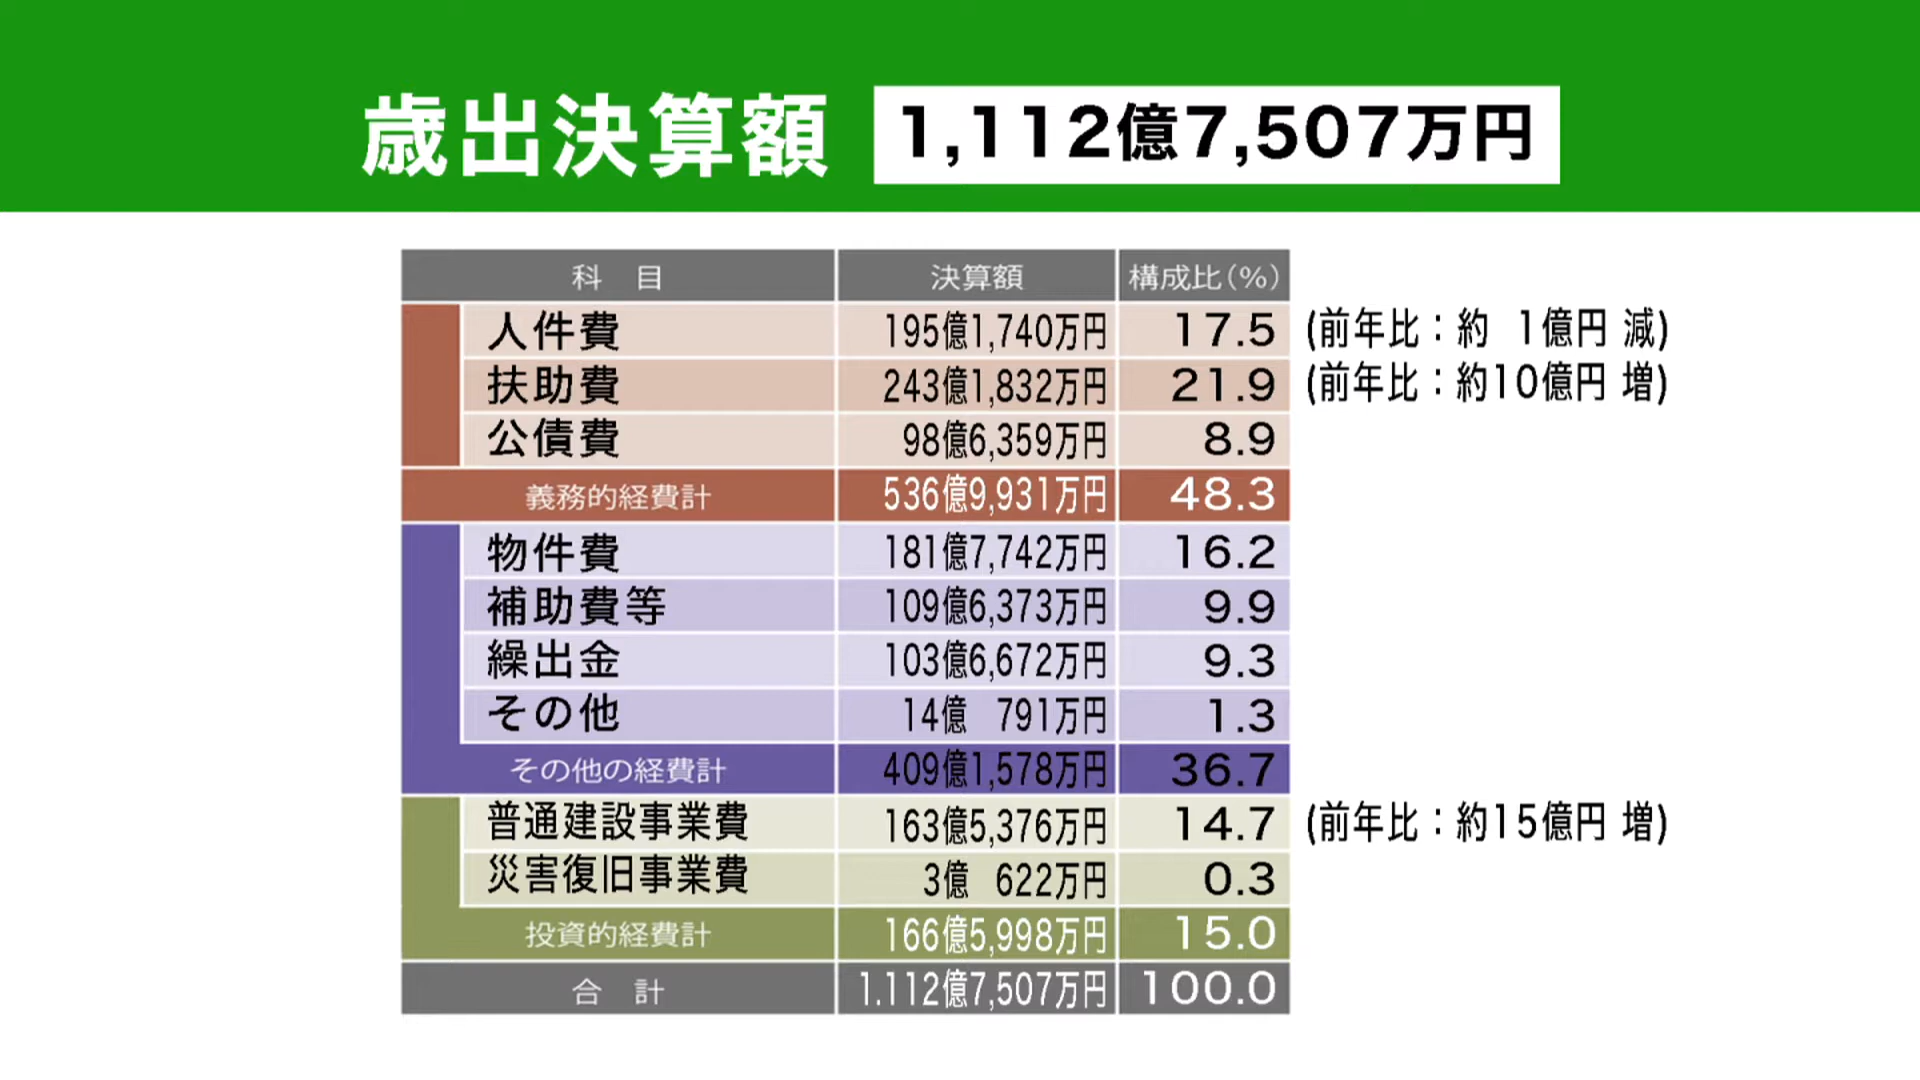 歳出決算額 1,112億7,507万円
科 目 決算額 構成比(%)
人件費 195億1,740万円 17.5 (前年比：約 1億円 減)
扶助費 243億1,832万円 21.9 (前年比：約10億円 増)
公債費 98億6,359万円 8.9
義務的経費計 536億9,931万円 48.3
物件費 181億7,742万円 16.2
補助費等 109億6,373万円 9.9
繰出金 103億6,672万円 9.3
その他 14億 791万円 1.3
その他の経費計 409億1,578万円 36.7
普通建設事業費 163億5,376万円 14.7 (前年比：約15億円 増)
災害復旧事業費 3億 622万円 0.3
投資的経費計 166億5,998万円 15.0
合 計 1.112億7,507万円 100.0